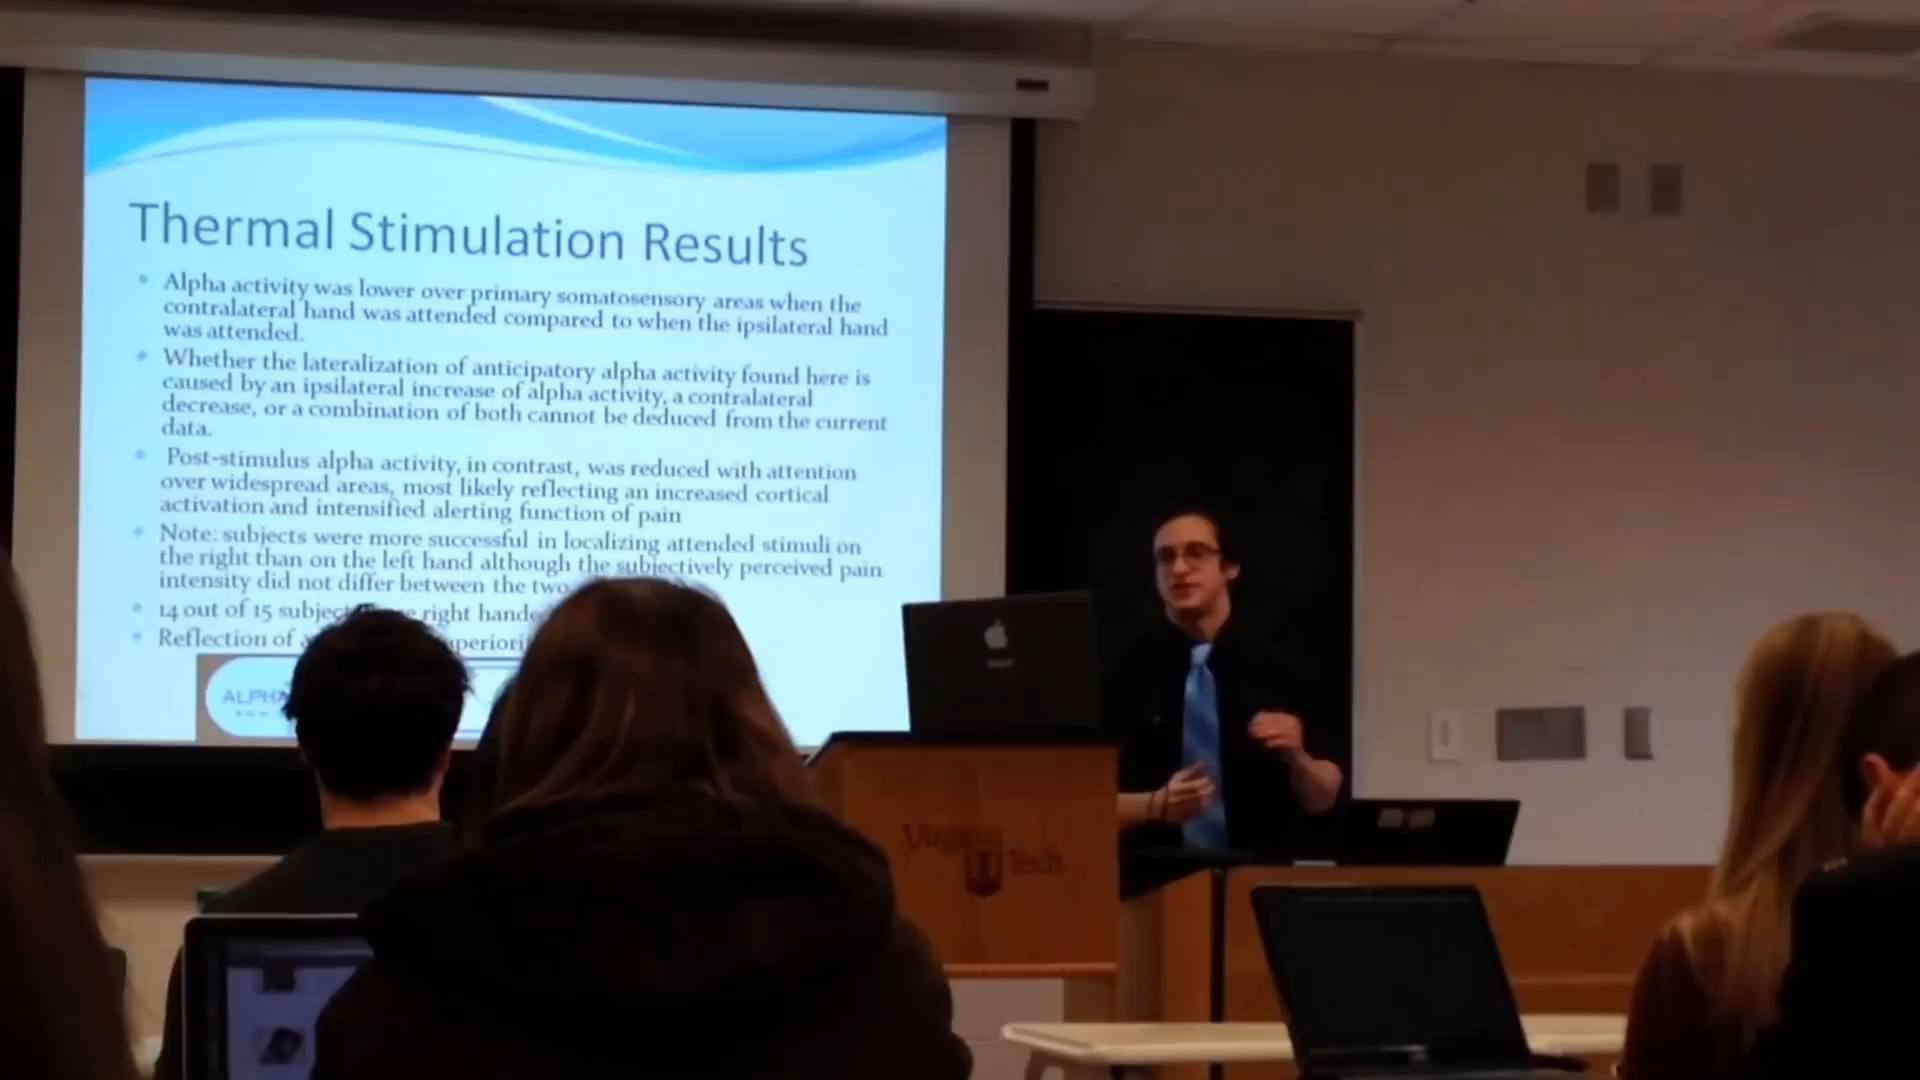 Thermal Stimulation Results
Alpha activity was lower over primary somatosensory areas when the
contralateral hand was attended compared to when the ipsilateral hand
was attended.
Whether the lateralization of anticipatory alpha activity found here is
caused by an ipsilateral increase of alpha activity, a contralateral
decrease, or a combination of both cannot be deduced from the current
data.
Post-stimulus alpha activity, in contrast, was reduced with attention
over widespread areas, most likely reflecting an increased cortical
activation and intensified alerting function of pain
Note: subjects were more successful in localizing attended stimuli on
the right than on the left hand although the subjectively perceived pain
intensity did not differ between the two
14 out of 15 right
Reflection of
ALPHA
Virginia
Tech